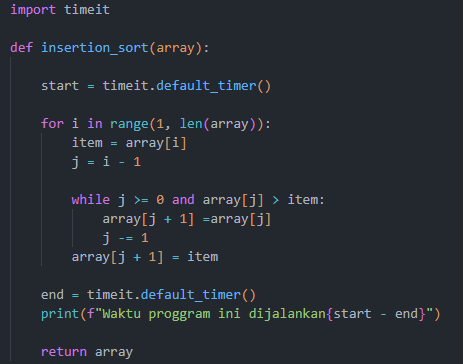 import timeit
def insertion_sort(array):
start = timeit.default_timer()
for i in range(1, len(array)):
item = array[i]
j = i - 1
while j >= 0 and array[j] > item:
array[j + 1] =array[j]
j -= 1
array[j + 1] = item
end = timeit.default_timer()
print(f"Waktu proggram ini dijalankan{start - end}")
return array